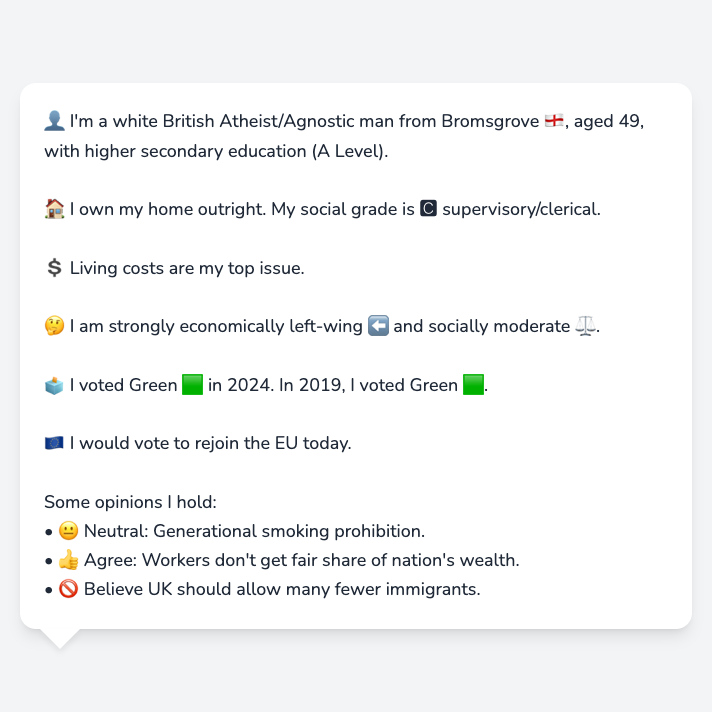 👤 I'm a white British Atheist/Agnostic man from Bromsgrove 🏴󠁧󠁢󠁥󠁮󠁧󠁿, aged 49,
with higher secondary education (A Level).
🏠 I own my home outright. My social grade is 🅲 supervisory/clerical.
💲 Living costs are my top issue.
🤔 I am strongly economically left-wing ⬅️ and socially moderate ⚖️.
🗳️ I voted Green 🟩 in 2024. In 2019, I voted Green 🟩.
🇪🇺 I would vote to rejoin the EU today.
Some opinions I hold:
• 😐 Neutral: Generational smoking prohibition.
• 👍 Agree: Workers don't get fair share of nation's wealth.
• 🚫 Believe UK should allow many fewer immigrants.